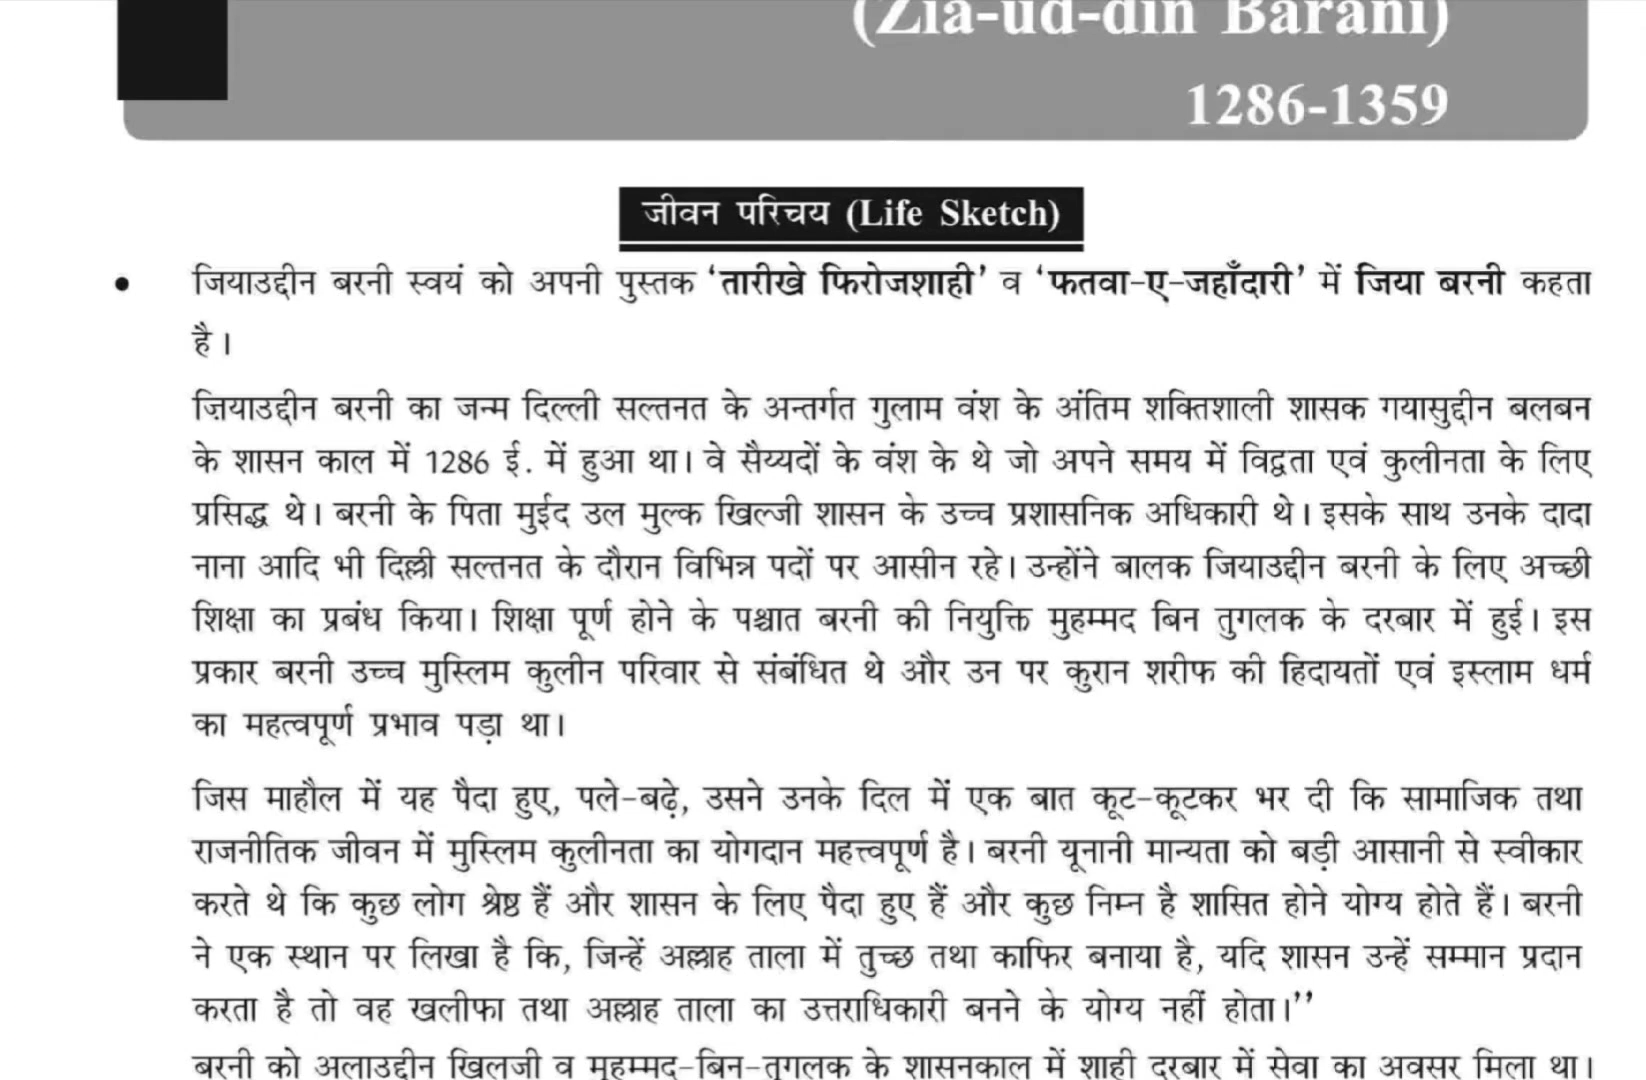 (Zia-ud-din Barani)
1286-1359
जीवन परिचय (Life Sketch)
• जियाउद्दीन बरनी स्वयं को अपनी पुस्तक ‘तारीखे फिरोजशाही’ व ‘फतवा-ए-जहाँदारी’ में जिया बरनी कहता
है।
ज़ियाउद्दीन बरनी का जन्म दिल्ली सल्तनत के अन्तर्गत गुलाम वंश के अंतिम शक्तिशाली शासक गयासुद्दीन बलबन
के शासन काल में 1286 ई. में हुआ था। वे सैय्यदों के वंश के थे जो अपने समय में विद्वता एवं कुलीनता के लिए
प्रसिद्ध थे। बरनी के पिता मुईद उल मुल्क खिल्जी शासन के उच्च प्रशासनिक अधिकारी थे। इसके साथ उनके दादा
नाना आदि भी दिल्ली सल्तनत के दौरान विभिन्न पदों पर आसीन रहे। उन्होंने बालक जियाउद्दीन बरनी के लिए अच्छी
शिक्षा का प्रबंध किया। शिक्षा पूर्ण होने के पश्चात बरनी की नियुक्ति मुहम्मद बिन तुगलक के दरबार में हुई। इस
प्रकार बरनी उच्च मुस्लिम कुलीन परिवार से संबंधित थे और उन पर कुरान शरीफ की हिदायतों एवं इस्लाम धर्म
का महत्वपूर्ण प्रभाव पड़ा था।
जिस माहौल में यह पैदा हुए, पले-बढ़े, उसने उनके दिल में एक बात कूट-कूटकर भर दी कि सामाजिक तथा
राजनीतिक जीवन में मुस्लिम कुलीनता का योगदान महत्त्वपूर्ण है। बरनी यूनानी मान्यता को बड़ी आसानी से स्वीकार
करते थे कि कुछ लोग श्रेष्ठ हैं और शासन के लिए पैदा हुए हैं और कुछ निम्न है शासित होने योग्य होते हैं। बरनी
ने एक स्थान पर लिखा है कि, जिन्हें अल्लाह ताला में तुच्छ तथा काफिर बनाया है, यदि शासन उन्हें सम्मान प्रदान
करता है तो वह खलीफा तथा अल्लाह ताला का उत्तराधिकारी बनने के योग्य नहीं होता।’’
बरनी को अलाउद्दीन खिलजी व मुहम्मद-बिन-तुगलक के शासनकाल में शाही दरबार में सेवा का अवसर मिला था।